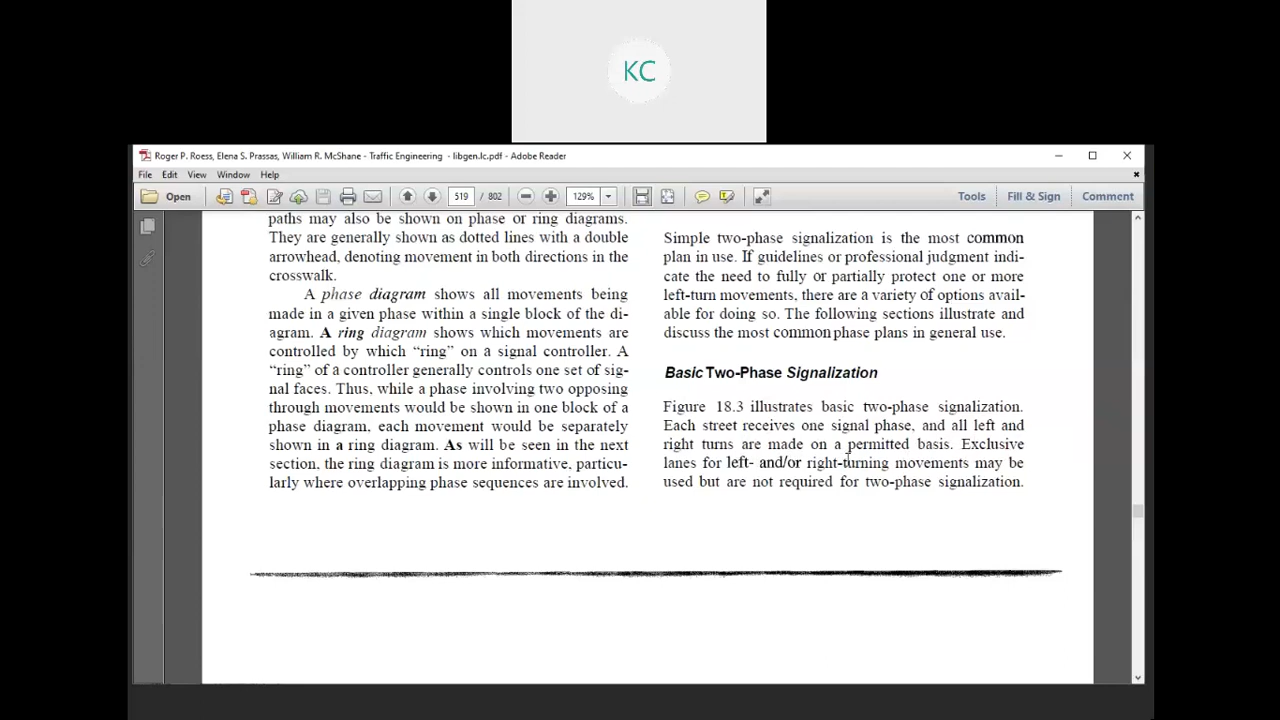 KC
Roger P. Roess, Elena S. Prassas, William R. McShane - Traffic Engineering - libgen.lc.pdf - Adobe Reader
File Edit View Window Help
Open 519 / 802 129% Tools Fill & Sign Comment
paths may also be shown on phase or ring diagrams.
They are generally shown as dotted lines with a double
arrowhead, denoting movement in both directions in the
crosswalk.
A phase diagram shows all movements being
made in a given phase within a single block of the di-
agram. A ring diagram shows which movements are
controlled by which “ring” on a signal controller. A
“ring” of a controller generally controls one set of sig-
nal faces. Thus, while a phase involving two opposing
through movements would be shown in one block of a
phase diagram, each movement would be separately
shown in a ring diagram. As will be seen in the next
section, the ring diagram is more informative, particu-
larly where overlapping phase sequences are involved.
Simple two-phase signalization is the most common
plan in use. If guidelines or professional judgment indi-
cate the need to fully or partially protect one or more
left-turn movements, there are a variety of options avail-
able for doing so. The following sections illustrate and
discuss the most common phase plans in general use.
Basic Two-Phase Signalization
Figure 18.3 illustrates basic two-phase signalization.
Each street receives one signal phase, and all left and
right turns are made on a permitted basis. Exclusive
lanes for left- and/or right-turning movements may be
used but are not required for two-phase signalization.